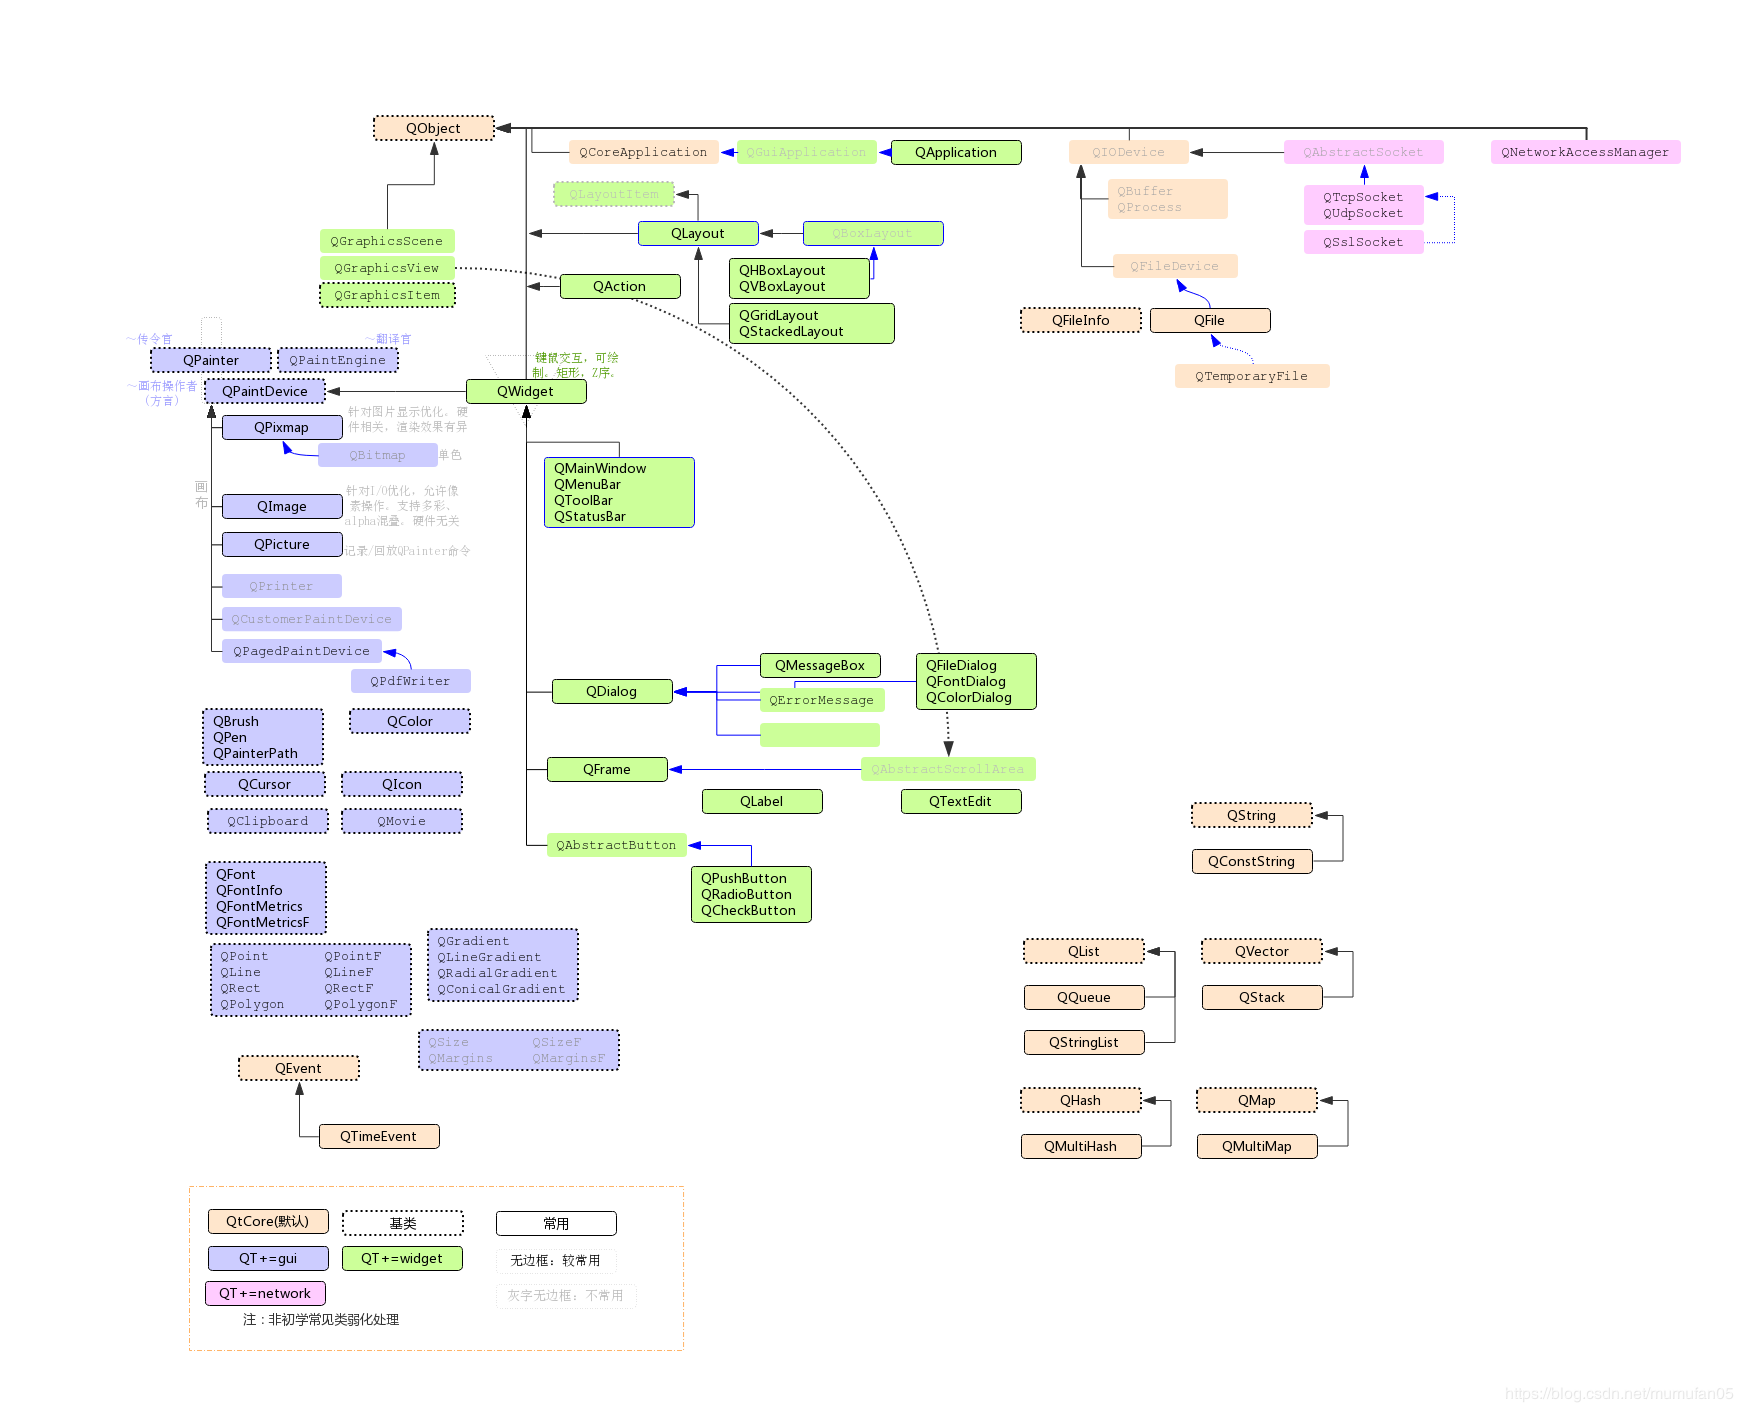 QObject
QCoreApplication
QGuiApplication
QApplication
QIODevice
QAbstractSocket
QNetworkAccessManager
QLayoutItem
QBuffer
QProcess
QTcpSocket
QUdpSocket
QGraphicsScene
QLayout
QBoxLayout
QSslSocket
QGraphicsView
QFileDevice
QHBoxLayout
QVBoxLayout
QAction
QGraphicsItem
QGridLayout
QStackedLayout
QFileInfo
QFile
～传令官
～翻译官
QPainter
QPaintEngine
键鼠交互，可绘
制、矩形，Z序。
QTemporaryFile
～画布操作者
（方言）
QPaintDevice
QWidget
针对图片显示优化，硬
件相关，渲染效果有异
QPixmap
QBitmap
单色
QMainWindow
QMenuBar
QToolBar
QStatusBar
画
布
针对I/O优化，允许像
素操作，支持多彩、
alpha混叠，硬件无关
QImage
QPicture
记录/回放QPainter命令
QPrinter
QCustomerPaintDevice
QPagedPaintDevice
QPdfWriter
QMessageBox
QFileDialog
QFontDialog
QColorDialog
QDialog
QErrorMessage
QBrush
QPen
QPainterPath
QColor
QFrame
QAbstractScrollArea
QCursor
QIcon
QLabel
QTextEdit
QClipboard
QMovie
QString
QAbstractButton
QConstString
QPushButton
QRadioButton
QCheckButton
QFont
QFontInfo
QFontMetrics
QFontMetricsF
QGradient
QLineGradient
QRadialGradient
QConicalGradient
QPoint QPointF
QLine QLineF
QRect QRectF
QPolygon QPolygonF
QList
QVector
QQueue
QStack
QSize QSizeF
QMargins QMarginsF
QStringList
QEvent
QHash
QMap
QTimeEvent
QMultiHash
QMultiMap
QtCore(默认)
基类
常用
QT+=gui
QT+=widget
无边框：较常用
QT+=network
灰字无边框：不常用
注：非初学常见类弱化处理
https://blog.csdn.net/mumufan05